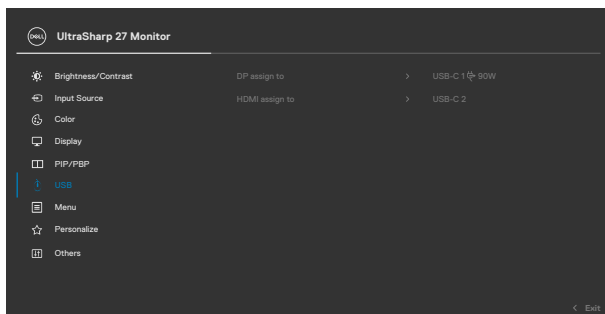 DELL UltraSharp 27 Monitor
Brightness/Contrast DP assign to > USB-C 1 90W
Input Source HDMI assign to > USB-C 2
Color
Display
PIP/PBP
USB
Menu
Personalize
Others
< Exit